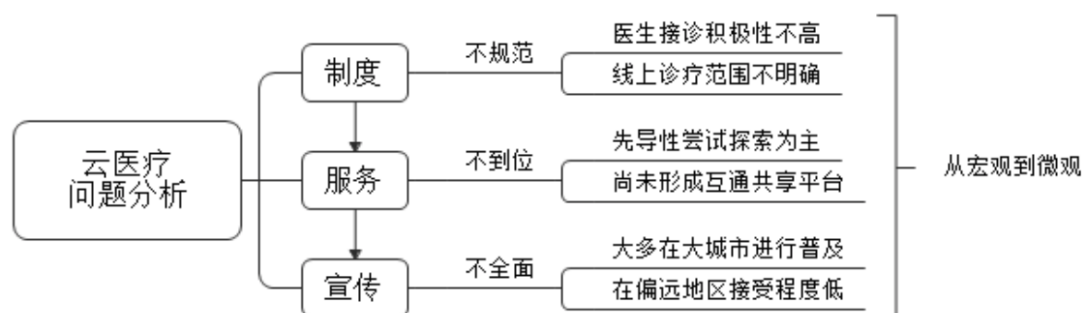 云医疗
问题分析
制度
不规范
医生接诊积极性不高
线上诊疗范围不明确
服务
不到位
先导性尝试探索为主
尚未形成互通共享平台
宣传
不全面
大多在大城市进行普及
在偏远地区接受程度低
从宏观到微观